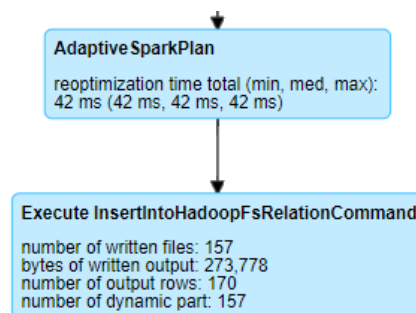 AdaptiveSparkPlan
reoptimization time total (min, med, max):
42 ms (42 ms, 42 ms, 42 ms)
Execute InsertIntoHadoopFsRelationCommand
number of written files: 157
bytes of written output: 273,778
number of output rows: 170
number of dynamic part: 157